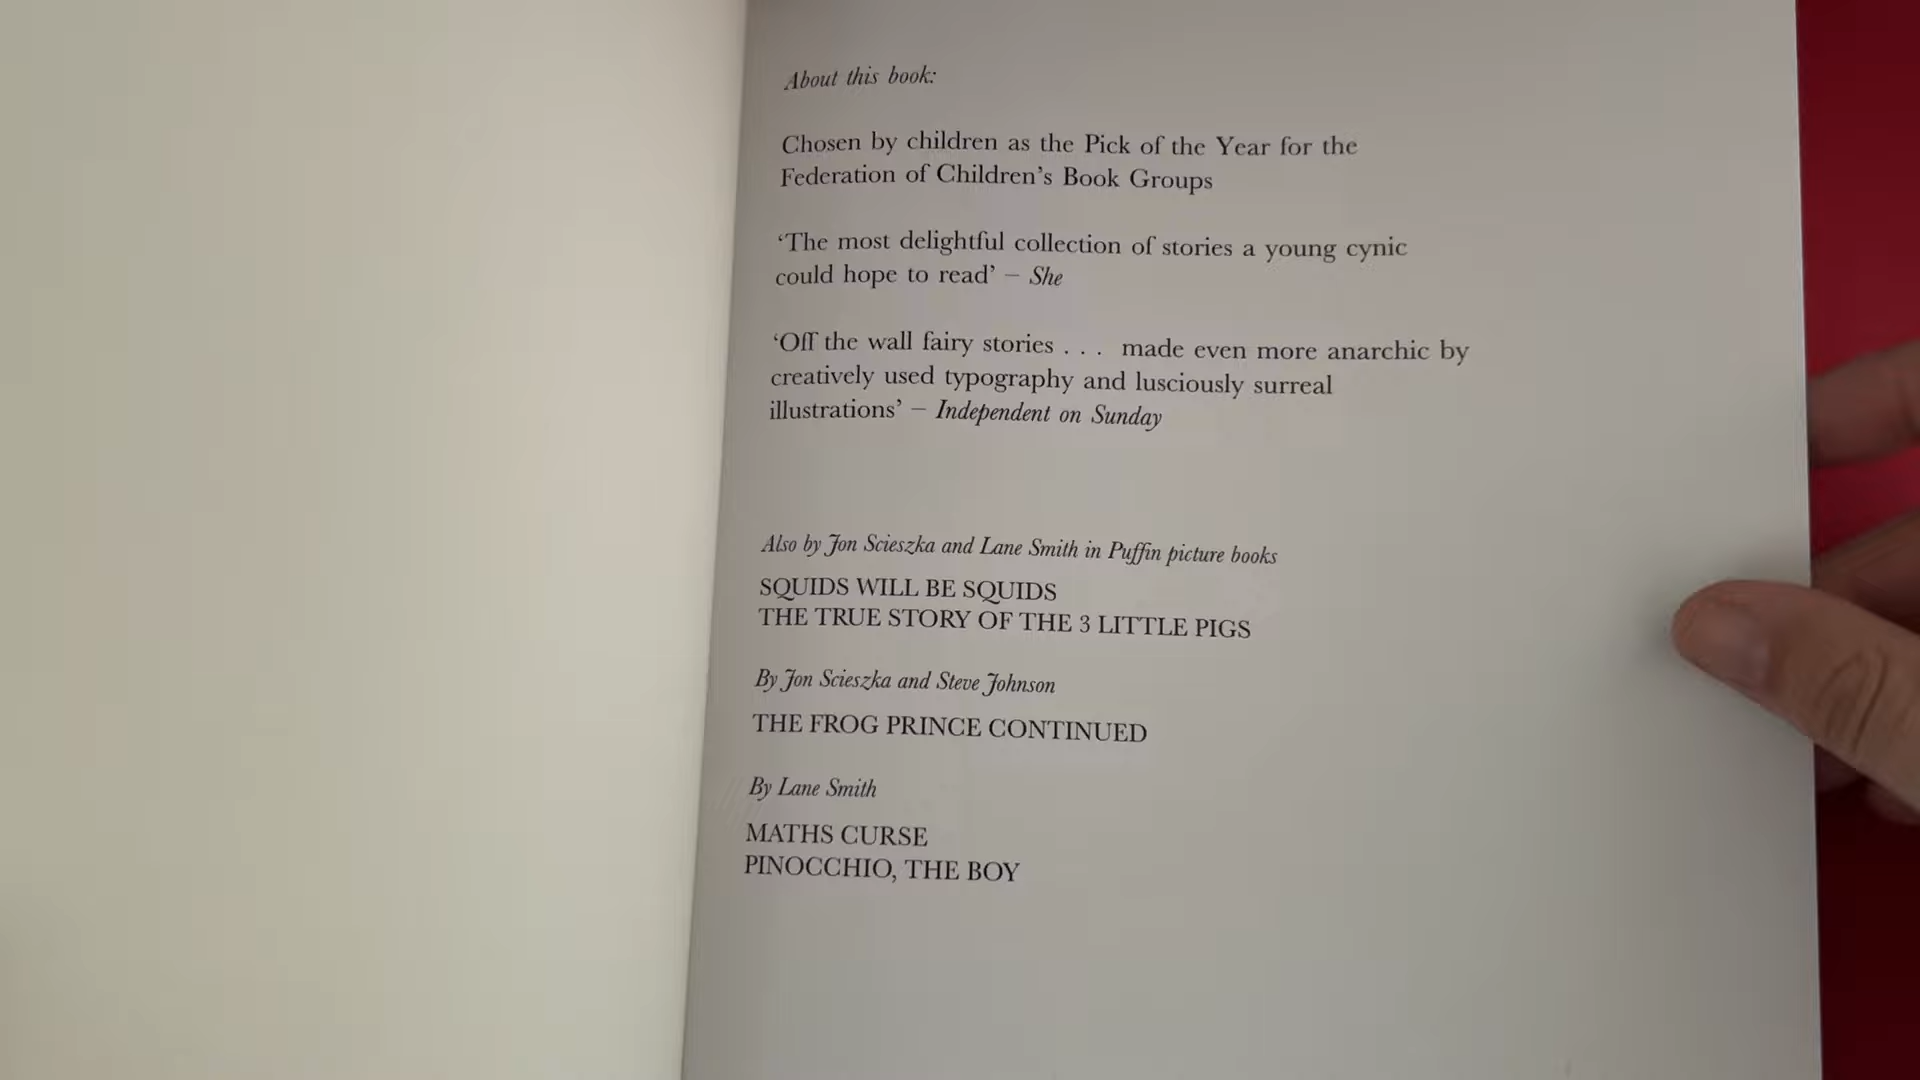 About this book:
Chosen by children as the Pick of the Year for the
Federation of Children's Book Groups
‘The most delightful collection of stories a young cynic
could hope to read’ – She
‘Off the wall fairy stories . . . made even more anarchic by
creatively used typography and lusciously surreal
illustrations’ – Independent on Sunday
Also by Jon Scieszka and Lane Smith in Puffin picture books
SQUIDS WILL BE SQUIDS
THE TRUE STORY OF THE 3 LITTLE PIGS
By Jon Scieszka and Steve Johnson
THE FROG PRINCE CONTINUED
By Lane Smith
MATHS CURSE
PINOCCHIO, THE BOY